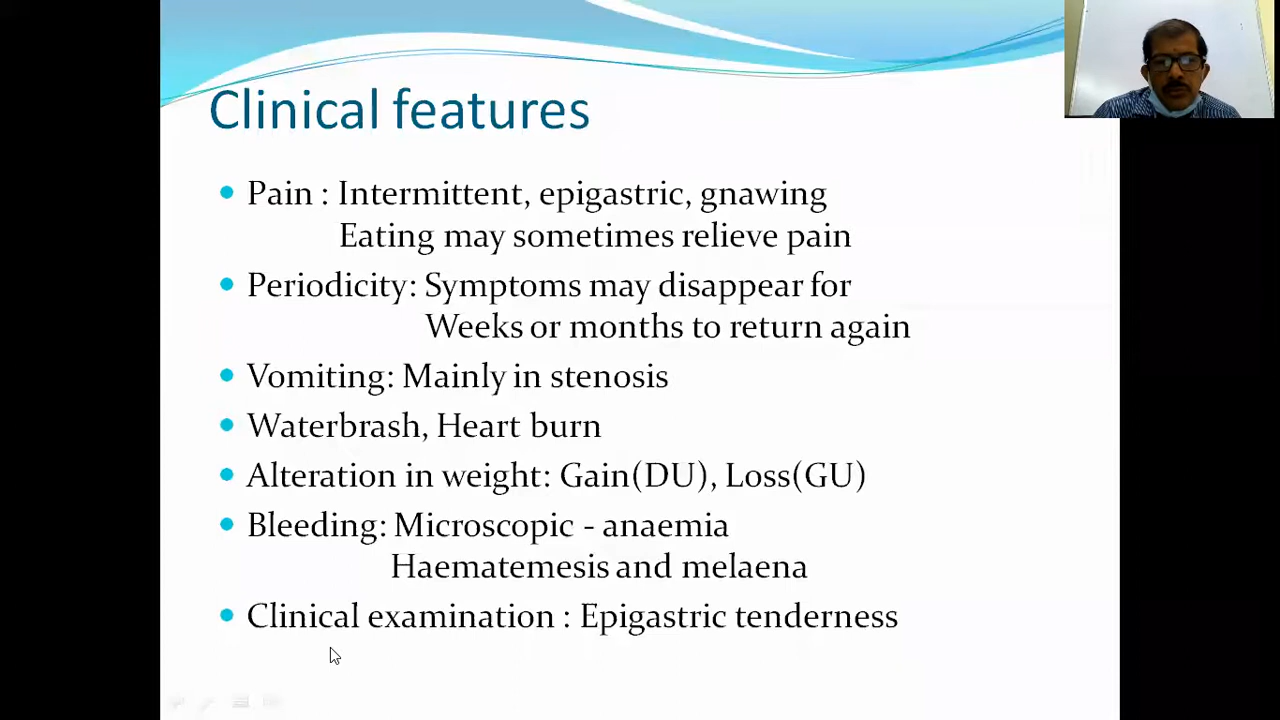 Clinical features
Pain : Intermittent, epigastric, gnawing
Eating may sometimes relieve pain
Periodicity: Symptoms may disappear for
Weeks or months to return again
Vomiting: Mainly in stenosis
Waterbrash, Heart burn
Alteration in weight: Gain(DU), Loss(GU)
Bleeding: Microscopic - anaemia
Haematemesis and melaena
Clinical examination : Epigastric tenderness